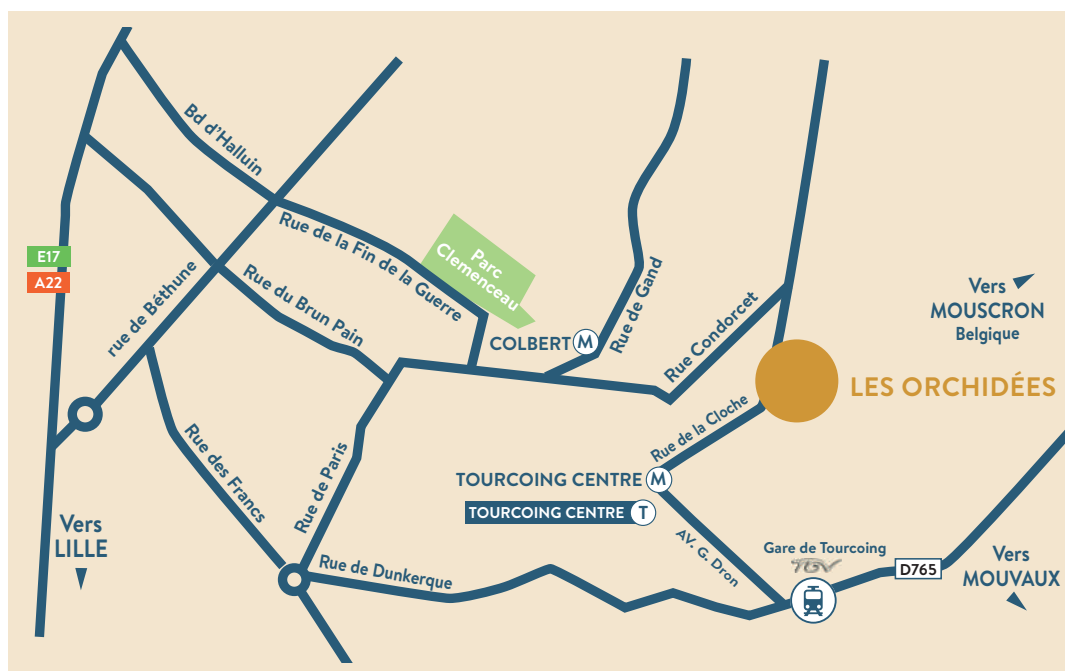 Bd d'Halluin
Rue de la Fin de la Guerre
Parc
Clemenceau
E17
A22
rue de Béthune
Rue du Brun Pain
COLBERT M
Rue de Gand
Rue Condorcet
Vers
MOUSCRON
Belgique
LES ORCHIDÉES
Rue de la Cloche
Rue des Francs
Rue de Paris
TOURCOING CENTRE M
TOURCOING CENTRE T
Vers
LILLE
Rue de Dunkerque
AV. G. Dron
Gare de Tourcoing
TGV
D765
Vers
MOUVAUX